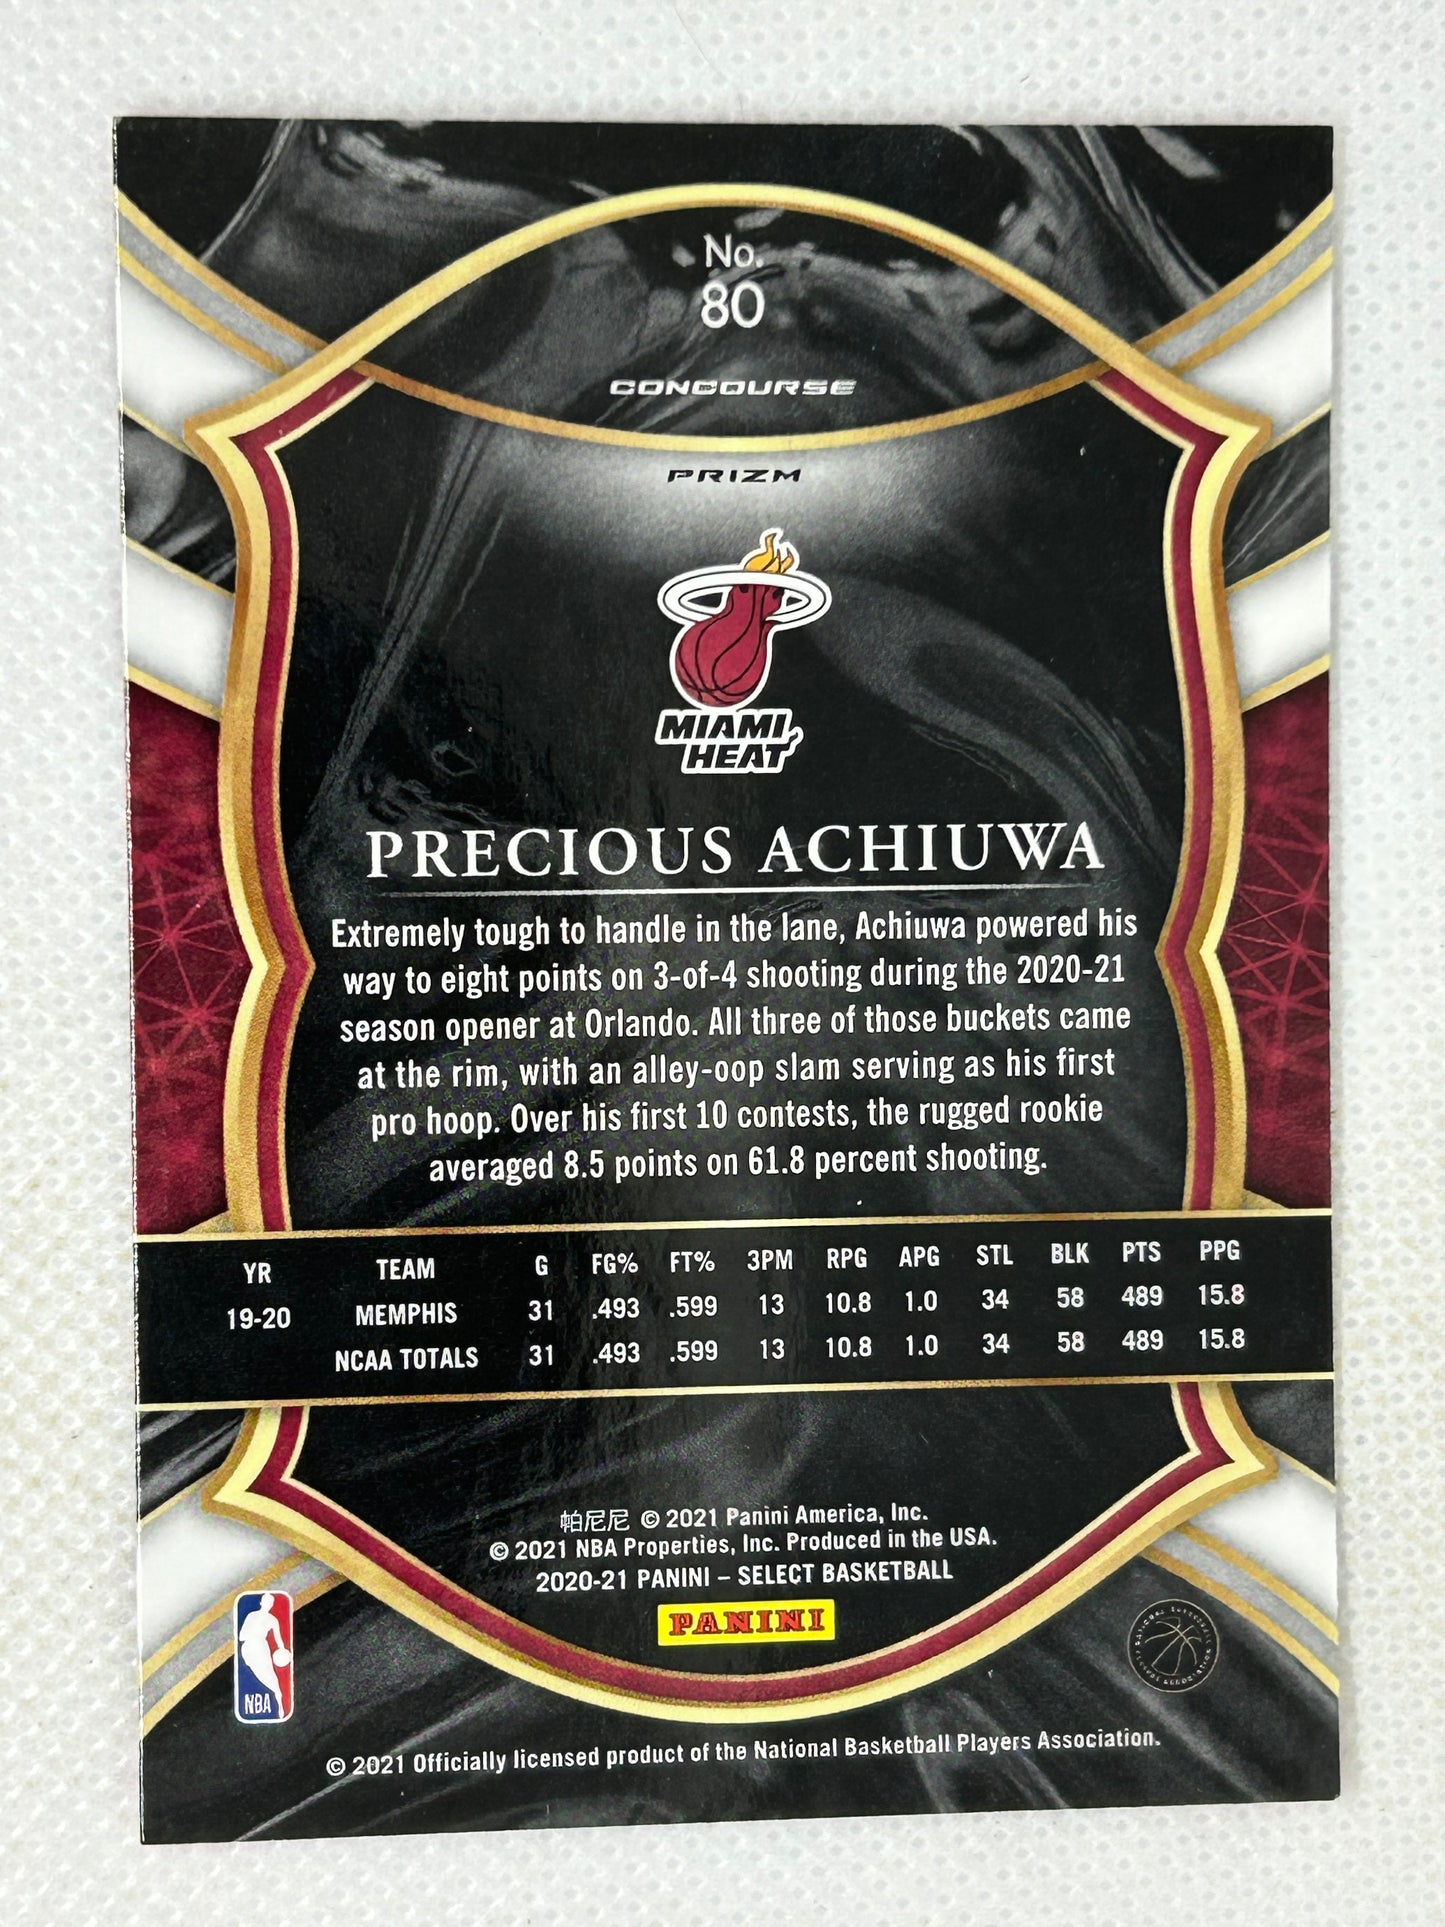 No.
80
CONCOURSE
PRIZM
MIAMI
HEAT
PRECIOUS ACHIUWA
Extremely tough to handle in the lane, Achiuwa powered his
way to eight points on 3-of-4 shooting during the 2020-21
season opener at Orlando. All three of those buckets came
at the rim, with an alley-oop slam serving as his first
pro hoop. Over his first 10 contests, the rugged rookie
averaged 8.5 points on 61.8 percent shooting.
YR TEAM G FG% FT% 3PM RPG APG STL BLK PTS PPG
19-20 MEMPHIS 31 .493 .599 13 10.8 1.0 34 58 489 15.8
NCAA TOTALS 31 .493 .599 13 10.8 1.0 34 58 489 15.8
帕尼尼 © 2021 Panini America, Inc.
© 2021 NBA Properties, Inc. Produced in the USA.
2020-21 PANINI – SELECT BASKETBALL
PANINI
NBA
© 2021 Officially licensed product of the National Basketball Players Association.